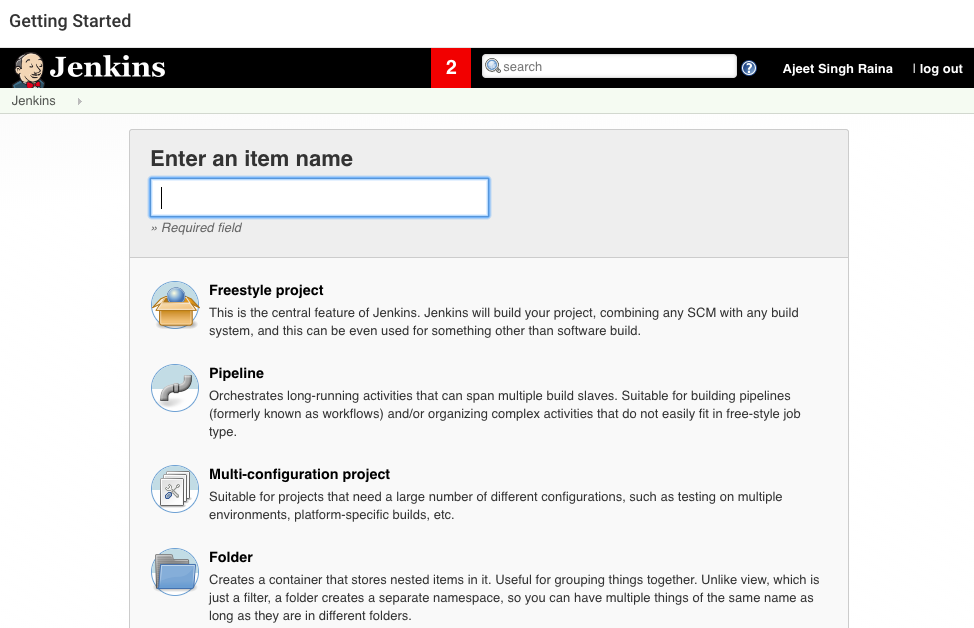 Getting Started
Jenkins
2
search
?
Ajeet Singh Raina
| log out
Jenkins
Enter an item name
» Required field
Freestyle project
This is the central feature of Jenkins. Jenkins will build your project, combining any SCM with any build
system, and this can be even used for something other than software build.
Pipeline
Orchestrates long-running activities that can span multiple build slaves. Suitable for building pipelines
(formerly known as workflows) and/or organizing complex activities that do not easily fit in free-style job
type.
Multi-configuration project
Suitable for projects that need a large number of different configurations, such as testing on multiple
environments, platform-specific builds, etc.
Folder
Creates a container that stores nested items in it. Useful for grouping things together. Unlike view, which is
just a filter, a folder creates a separate namespace, so you can have multiple things of the same name as
long as they are in different folders.